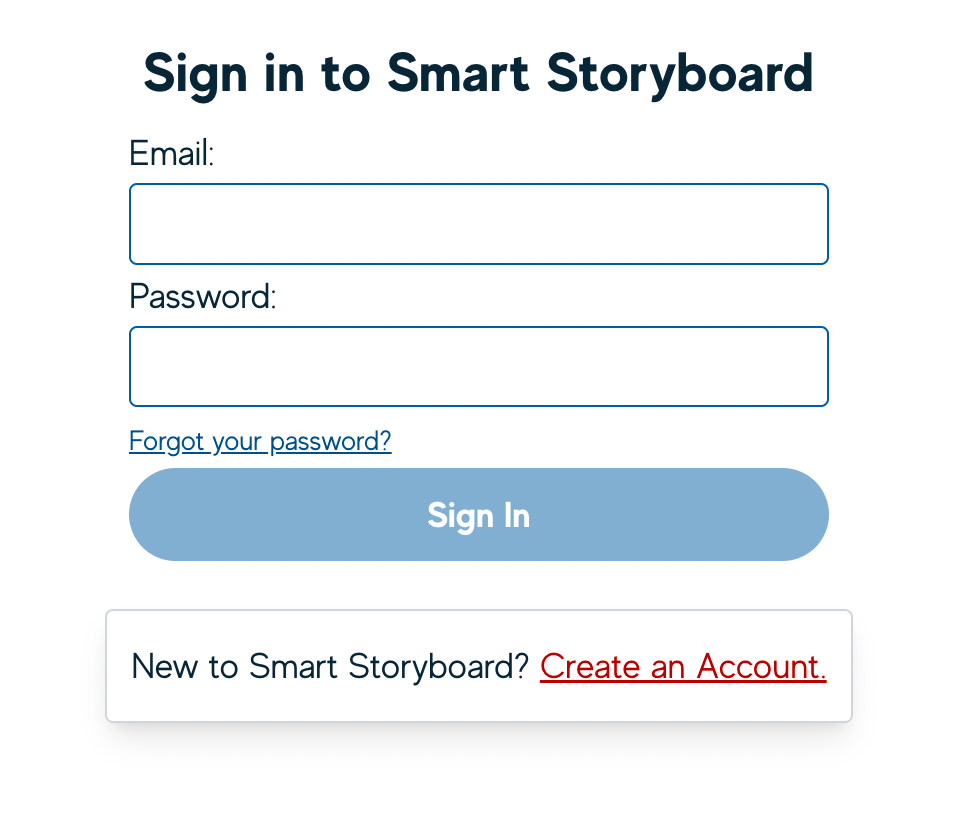 Sign in to Smart Storyboard
Email:
Password:
Forgot your password?
Sign In
New to Smart Storyboard? Create an Account.